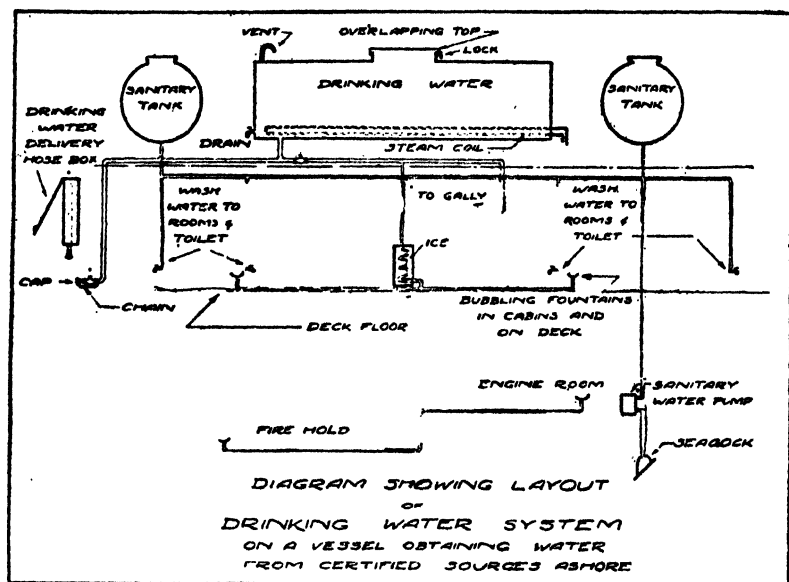 VENT
OVERLAPPING TOP
LOCK
DRINKING WATER
SANITARY
TANK
SANITARY
TANK
DRINKING
WATER
DELIVERY
HOSE BOX
DRAIN
STEAM COIL
WASH
WATER TO
ROOMS &
TOILET
TO GALLY
WASH
WATER TO
ROOMS &
TOILET
ICE
CAP
CHAIN
DECK FLOOR
BUBBLING FOUNTAINS
IN CABINS AND
ON DECK
ENGINE ROOM
SANITARY
WATER PUMP
FIRE HOLD
SEACOCK
DIAGRAM SHOWING LAYOUT
OF
DRINKING WATER SYSTEM
ON A VESSEL OBTAINING WATER
FROM CERTIFIED SOURCES ASHORE